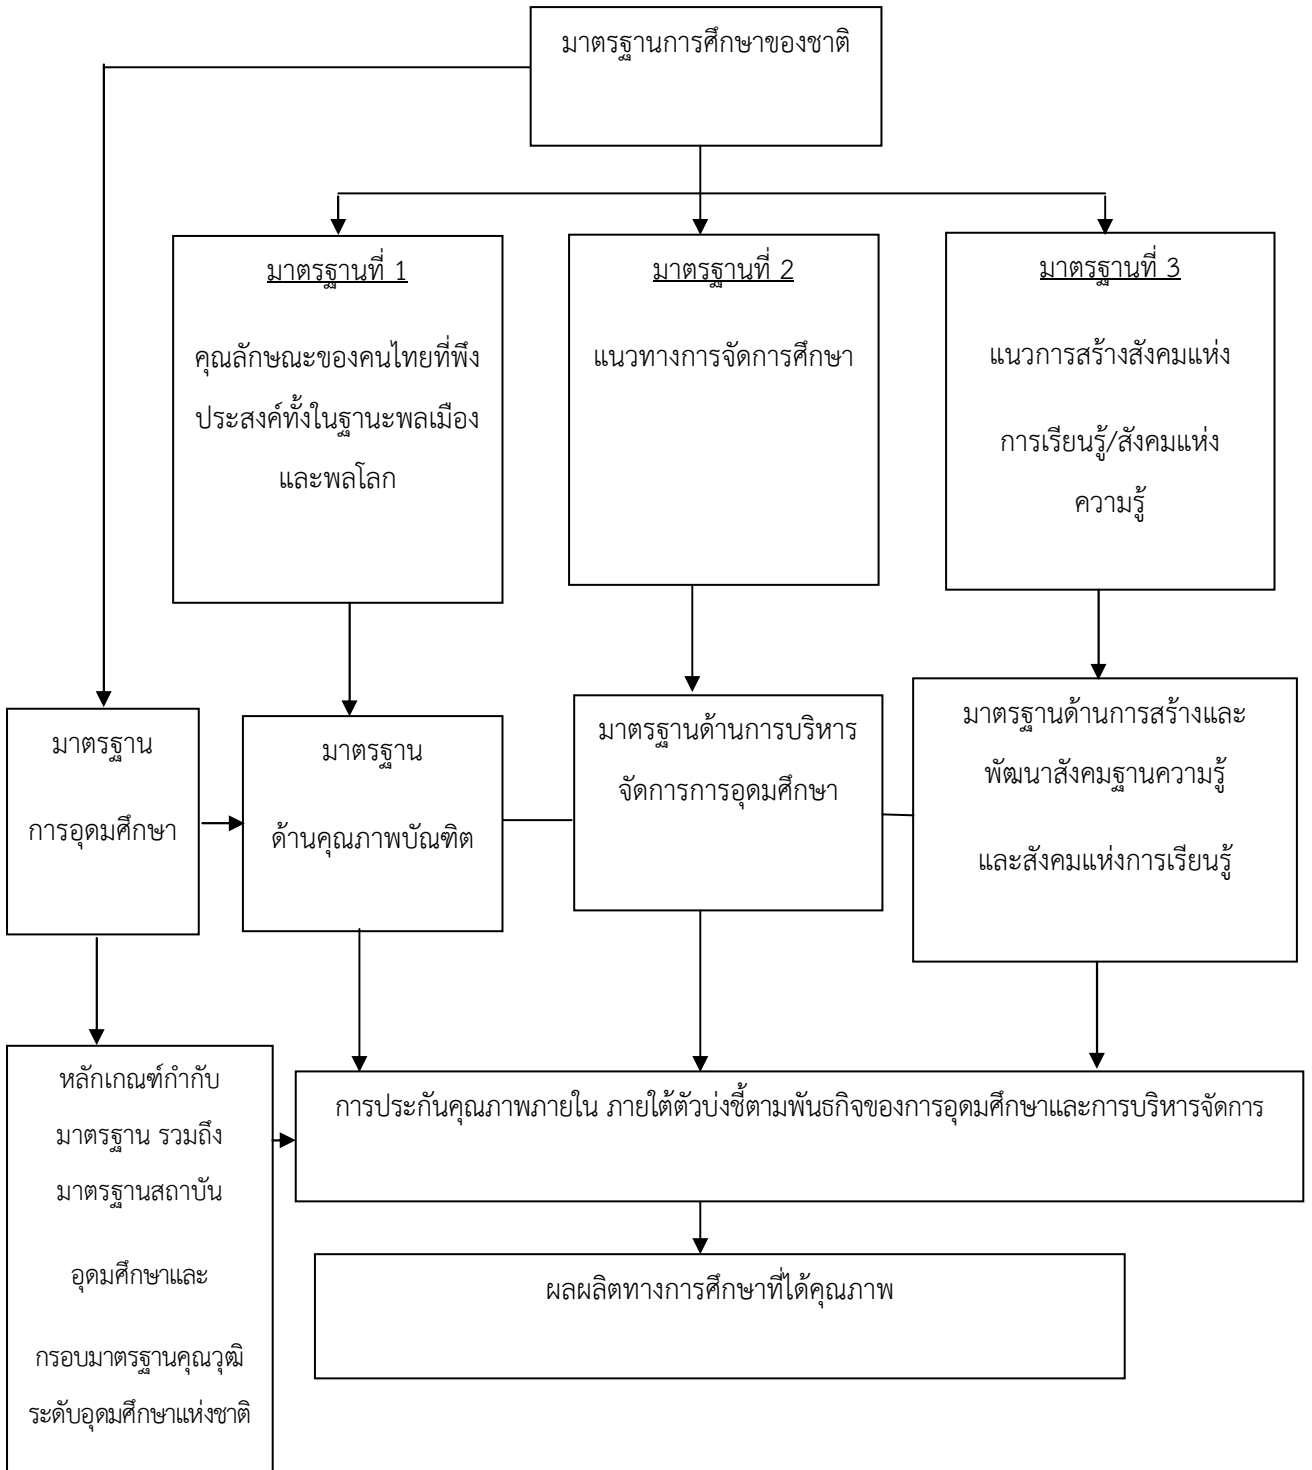 มาตรฐานการศึกษาของชาติ
มาตรฐานที่ 1
คุณลักษณะของคนไทยที่พึง
ประสงค์ทั้งในฐานะพลเมือง
และพลโลก
มาตรฐานที่ 2
แนวทางการจัดการศึกษา
มาตรฐานที่ 3
แนวการสร้างสังคมแห่ง
การเรียนรู้/สังคมแห่ง
ความรู้
มาตรฐาน
การอุดมศึกษา
มาตรฐาน
ด้านคุณภาพบัณฑิต
มาตรฐานด้านการบริหาร
จัดการการอุดมศึกษา
มาตรฐานด้านการสร้างและ
พัฒนาสังคมฐานความรู้
และสังคมแห่งการเรียนรู้
หลักเกณฑ์กำกับ
มาตรฐาน รวมถึง
มาตรฐานสถาบัน
อุดมศึกษาและ
กรอบมาตรฐานคุณวุฒิ
ระดับอุดมศึกษาแห่งชาติ
การประกันคุณภาพภายใน ภายใต้ตัวบ่งชี้ตามพันธกิจของการอุดมศึกษาและการบริหารจัดการ
ผลผลิตทางการศึกษาที่ได้คุณภาพ